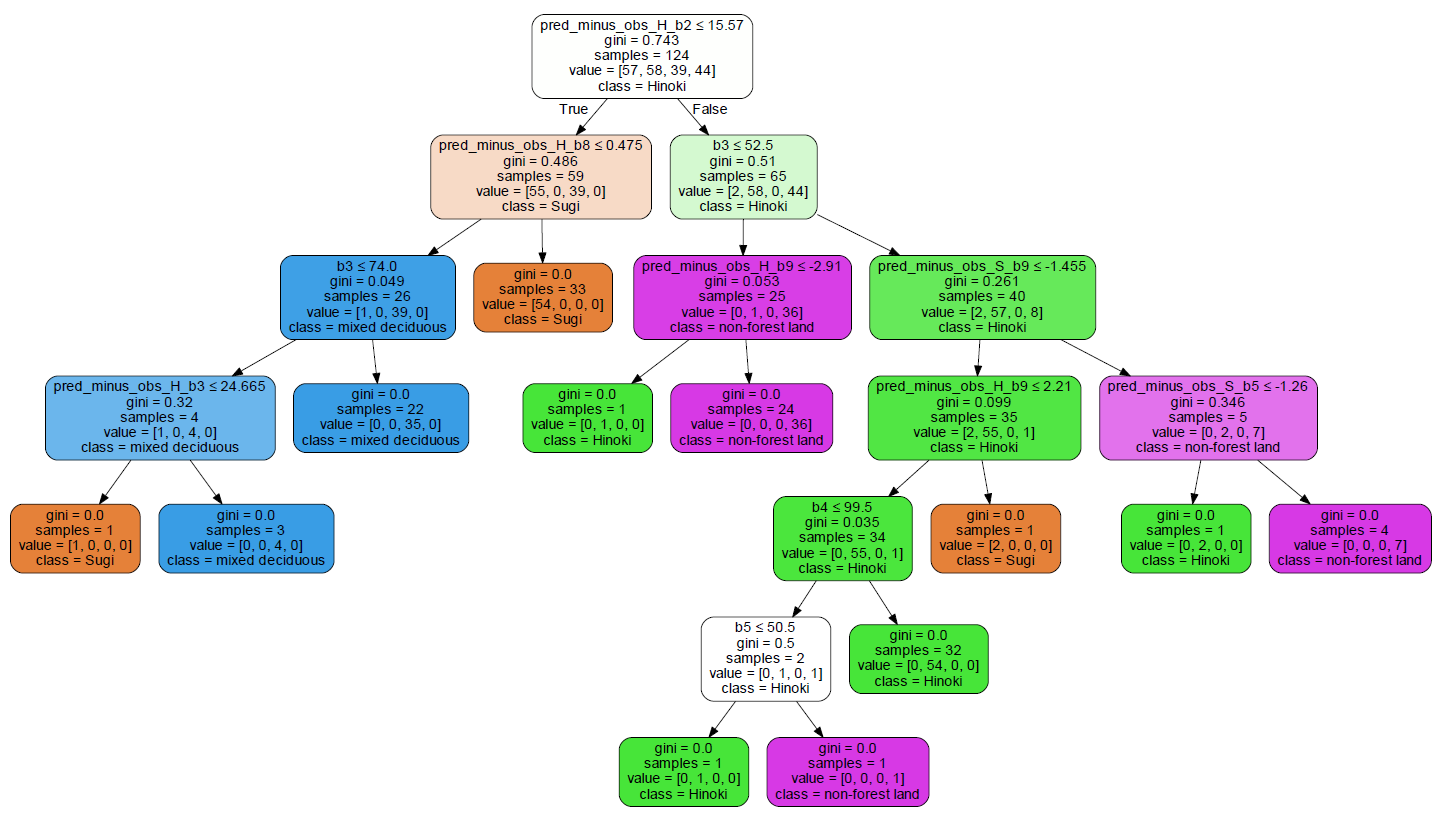 pred_minus_obs_H_b2 ≤ 15.57
gini = 0.743
samples = 124
value = [57, 58, 39, 44]
class = Hinoki
True
False
pred_minus_obs_H_b8 ≤ 0.475
gini = 0.486
samples = 59
value = [55, 0, 39, 0]
class = Sugi
b3 ≤ 52.5
gini = 0.51
samples = 65
value = [2, 58, 0, 44]
class = Hinoki
b3 ≤ 74.0
gini = 0.049
samples = 26
value = [1, 0, 39, 0]
class = mixed deciduous
gini = 0.0
samples = 33
value = [54, 0, 0, 0]
class = Sugi
pred_minus_obs_H_b9 ≤ -2.91
gini = 0.053
samples = 25
value = [0, 1, 0, 36]
class = non-forest land
pred_minus_obs_S_b9 ≤ -1.455
gini = 0.261
samples = 40
value = [2, 57, 0, 8]
class = Hinoki
pred_minus_obs_H_b3 ≤ 24.665
gini = 0.32
samples = 4
value = [1, 0, 4, 0]
class = mixed deciduous
gini = 0.0
samples = 22
value = [0, 0, 35, 0]
class = mixed deciduous
gini = 0.0
samples = 1
value = [0, 1, 0, 0]
class = Hinoki
gini = 0.0
samples = 24
value = [0, 0, 0, 36]
class = non-forest land
pred_minus_obs_H_b9 ≤ 2.21
gini = 0.099
samples = 35
value = [2, 55, 0, 1]
class = Hinoki
pred_minus_obs_S_b5 ≤ -1.26
gini = 0.346
samples = 5
value = [0, 2, 0, 7]
class = non-forest land
gini = 0.0
samples = 1
value = [1, 0, 0, 0]
class = Sugi
gini = 0.0
samples = 3
value = [0, 0, 4, 0]
class = mixed deciduous
b4 ≤ 99.5
gini = 0.035
samples = 34
value = [0, 55, 0, 1]
class = Hinoki
gini = 0.0
samples = 1
value = [2, 0, 0, 0]
class = Sugi
gini = 0.0
samples = 1
value = [0, 2, 0, 0]
class = Hinoki
gini = 0.0
samples = 4
value = [0, 0, 0, 7]
class = non-forest land
b5 ≤ 50.5
gini = 0.5
samples = 2
value = [0, 1, 0, 1]
class = Hinoki
gini = 0.0
samples = 32
value = [0, 54, 0, 0]
class = Hinoki
gini = 0.0
samples = 1
value = [0, 1, 0, 0]
class = Hinoki
gini = 0.0
samples = 1
value = [0, 0, 0, 1]
class = non-forest land